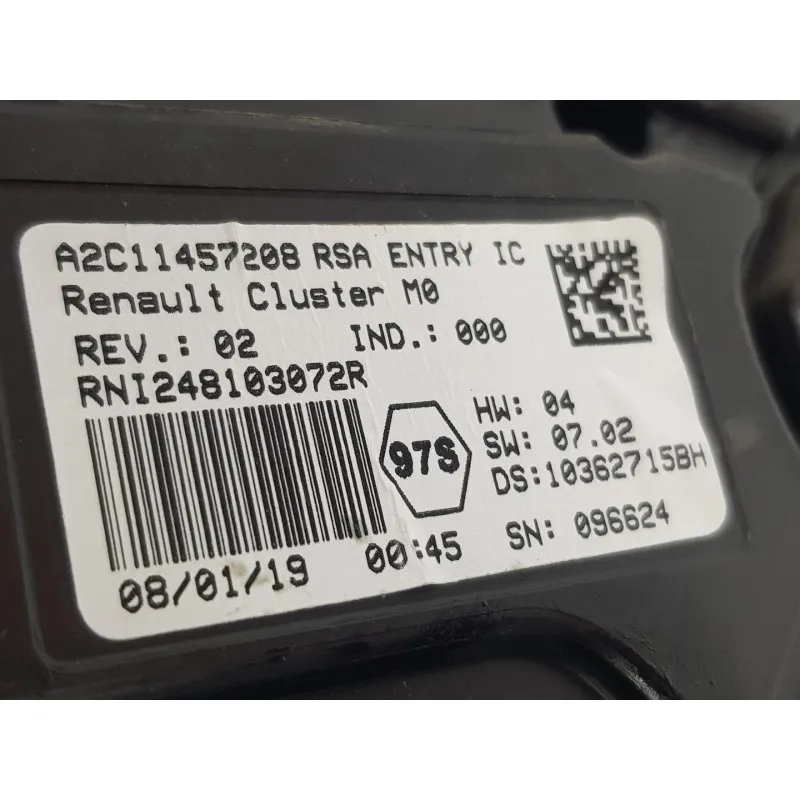 A2C11457208 RSA ENTRY IC
Renault Cluster M0
REV.: 02 IND.: 000
RNI248103072R
97S
HW: 04
SW: 07.02
DS:10362715BH
08/01/19 00:45 SN: 096624